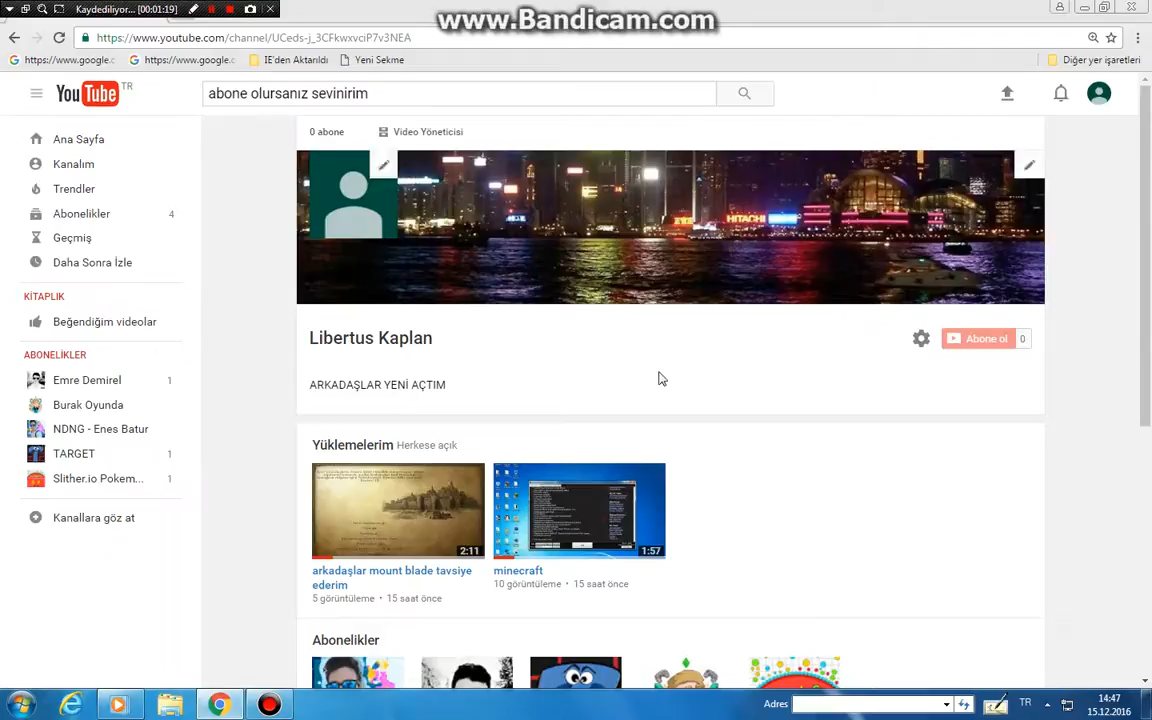 Kaydediliyor... [00:01:19]
www.Bandicam.com
https://www.youtube.com/channel/UCeds-j_3CFkwxvciP7v3NEA
https://www.google.c
https://www.google.c
IE'den Aktarıldı
Yeni Sekme
Diğer yer işaretleri
YouTube TR
abone olursanız sevinirim
0 abone
Video Yöneticisi
Ana Sayfa
Kanalım
Trendler
Abonelikler 4
Geçmiş
Daha Sonra İzle
KİTAPLIK
Beğendiğim videolar
ABONELİKLER
Emre Demirel 1
Burak Oyunda
NDNG - Enes Batur
TARGET 1
Slither.io Pokem... 1
Kanallara göz at
HITACHI
Libertus Kaplan
Abone ol 0
ARKADAŞLAR YENİ AÇTIM
Yüklemelerim Herkese açık
2:11
1:57
arkadaşlar mount blade tavsiye
ederim
5 görüntüleme • 15 saat önce
minecraft
10 görüntüleme • 15 saat önce
Abonelikler
Adres
TR
14:47
15.12.2016